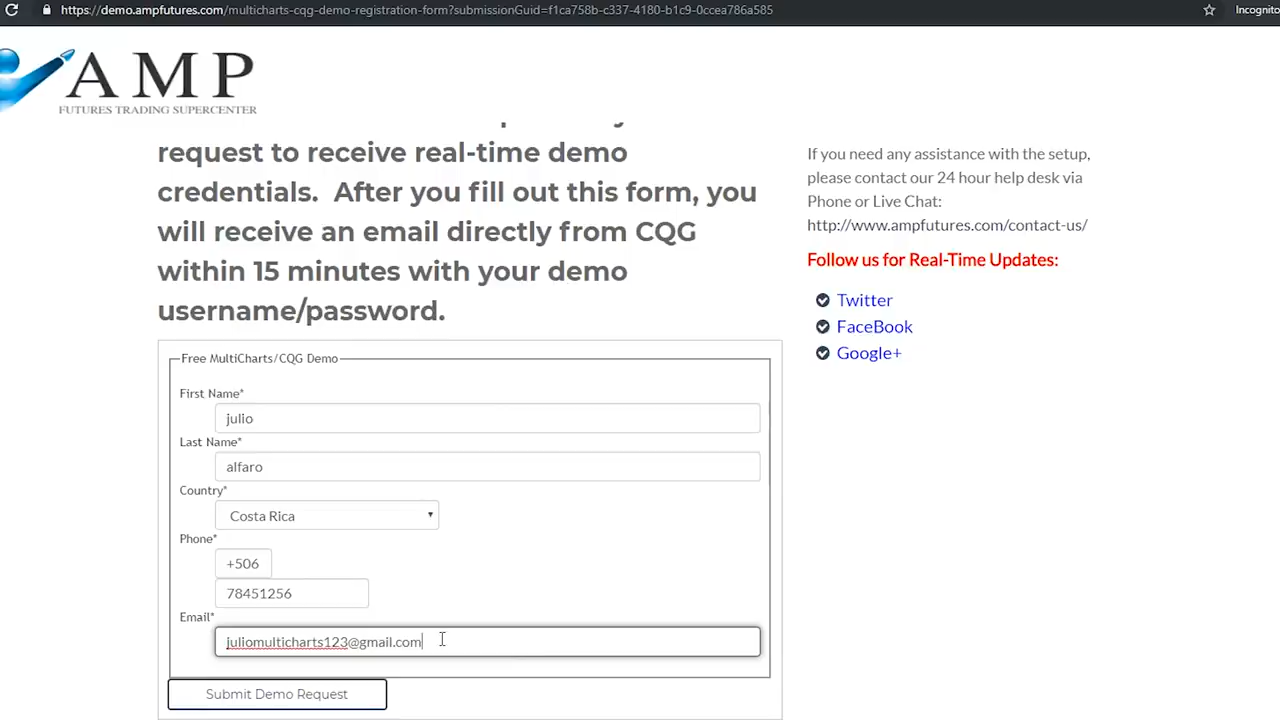 https://demo.ampfutures.com/multicharts-cqg-demo-registration-form?submissionGuid=f1ca758b-c337-4180-b1c9-0ccea786a585
Incognito
AMP
FUTURES TRADING SUPERCENTER
request to receive real-time demo
credentials. After you fill out this form, you
will receive an email directly from CQG
within 15 minutes with your demo
username/password.
If you need any assistance with the setup,
please contact our 24 hour help desk via
Phone or Live Chat:
http://www.ampfutures.com/contact-us/
Follow us for Real-Time Updates:
Twitter
FaceBook
Google+
Free MultiCharts/CQG Demo
First Name*
julio
Last Name*
alfaro
Country*
Costa Rica
Phone*
+506
78451256
Email*
juliomulticharts123@gmail.com
Submit Demo Request